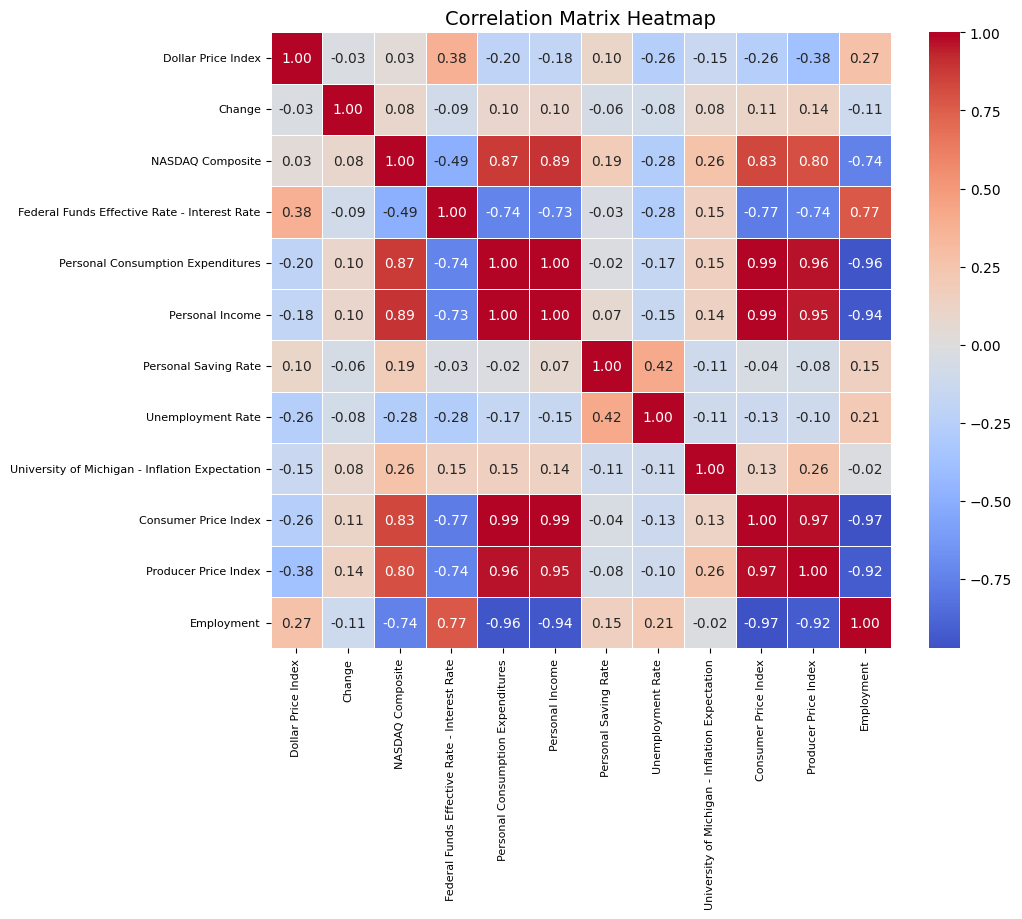 Correlation Matrix Heatmap
Dollar Price Index 1.00 -0.03 0.03 0.38 -0.20 -0.18 0.10 -0.26 -0.15 -0.26 -0.38 0.27
Change -0.03 1.00 0.08 -0.09 0.10 0.10 -0.06 -0.08 0.08 0.11 0.14 -0.11
NASDAQ Composite 0.03 0.08 1.00 -0.49 0.87 0.89 0.19 -0.28 0.26 0.83 0.80 -0.74
Federal Funds Effective Rate - Interest Rate 0.38 -0.09 -0.49 1.00 -0.74 -0.73 -0.03 -0.28 0.15 -0.77 -0.74 0.77
Personal Consumption Expenditures -0.20 0.10 0.87 -0.74 1.00 1.00 -0.02 -0.17 0.15 0.99 0.96 -0.96
Personal Income -0.18 0.10 0.89 -0.73 1.00 1.00 0.07 -0.15 0.14 0.99 0.95 -0.94
Personal Saving Rate 0.10 -0.06 0.19 -0.03 -0.02 0.07 1.00 0.42 -0.11 -0.04 -0.08 0.15
Unemployment Rate -0.26 -0.08 -0.28 -0.28 -0.17 -0.15 0.42 1.00 -0.11 -0.13 -0.10 0.21
University of Michigan - Inflation Expectation -0.15 0.08 0.26 0.15 0.15 0.14 -0.11 -0.11 1.00 0.13 0.26 -0.02
Consumer Price Index -0.26 0.11 0.83 -0.77 0.99 0.99 -0.04 -0.13 0.13 1.00 0.97 -0.97
Producer Price Index -0.38 0.14 0.80 -0.74 0.96 0.95 -0.08 -0.10 0.26 0.97 1.00 -0.92
Employment 0.27 -0.11 -0.74 0.77 -0.96 -0.94 0.15 0.21 -0.02 -0.97 -0.92 1.00
Dollar Price Index
Change
NASDAQ Composite
Federal Funds Effective Rate - Interest Rate
Personal Consumption Expenditures
Personal Income
Personal Saving Rate
Unemployment Rate
University of Michigan - Inflation Expectation
Consumer Price Index
Producer Price Index
Employment
1.00
0.75
0.50
0.25
0.00
−0.25
−0.50
−0.75